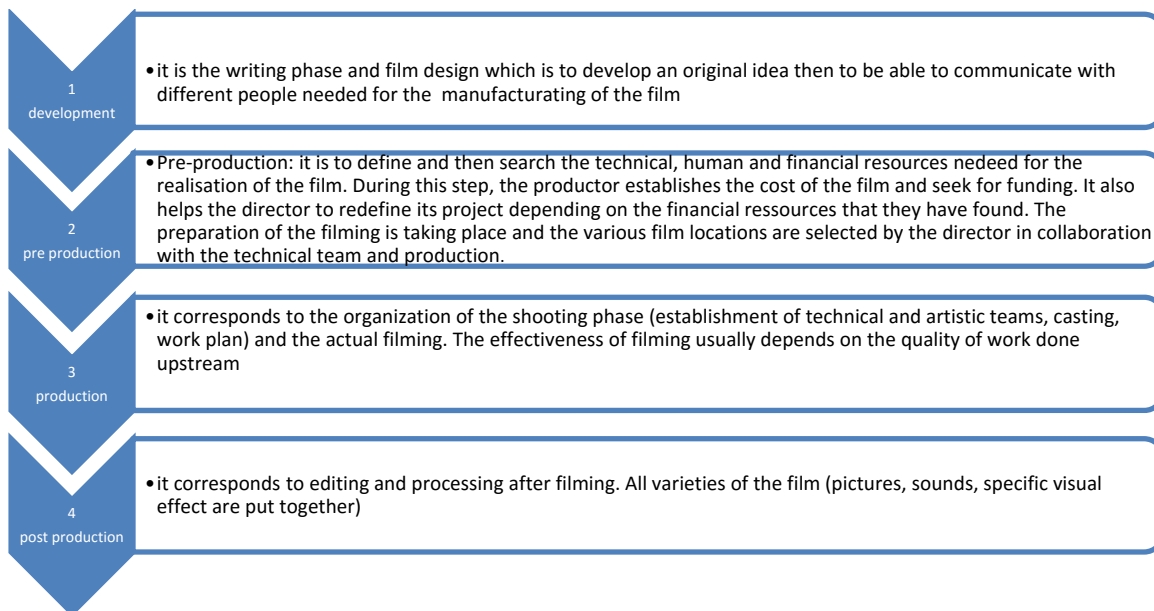 1
development
• it is the writing phase and film design which is to develop an original idea then to be able to communicate with
different people needed for the manufacturating of the film
2
pre production
• Pre-production: it is to define and then search the technical, human and financial resources nedeed for the
realisation of the film. During this step, the productor establishes the cost of the film and seek for funding. It also
helps the director to redefine its project depending on the financial ressources that they have found. The
preparation of the filming is taking place and the various film locations are selected by the director in collaboration
with the technical team and production.
3
production
• it corresponds to the organization of the shooting phase (establishment of technical and artistic teams, casting,
work plan) and the actual filming. The effectiveness of filming usually depends on the quality of work done
upstream
4
post production
• it corresponds to editing and processing after filming. All varieties of the film (pictures, sounds, specific visual
effect are put together)